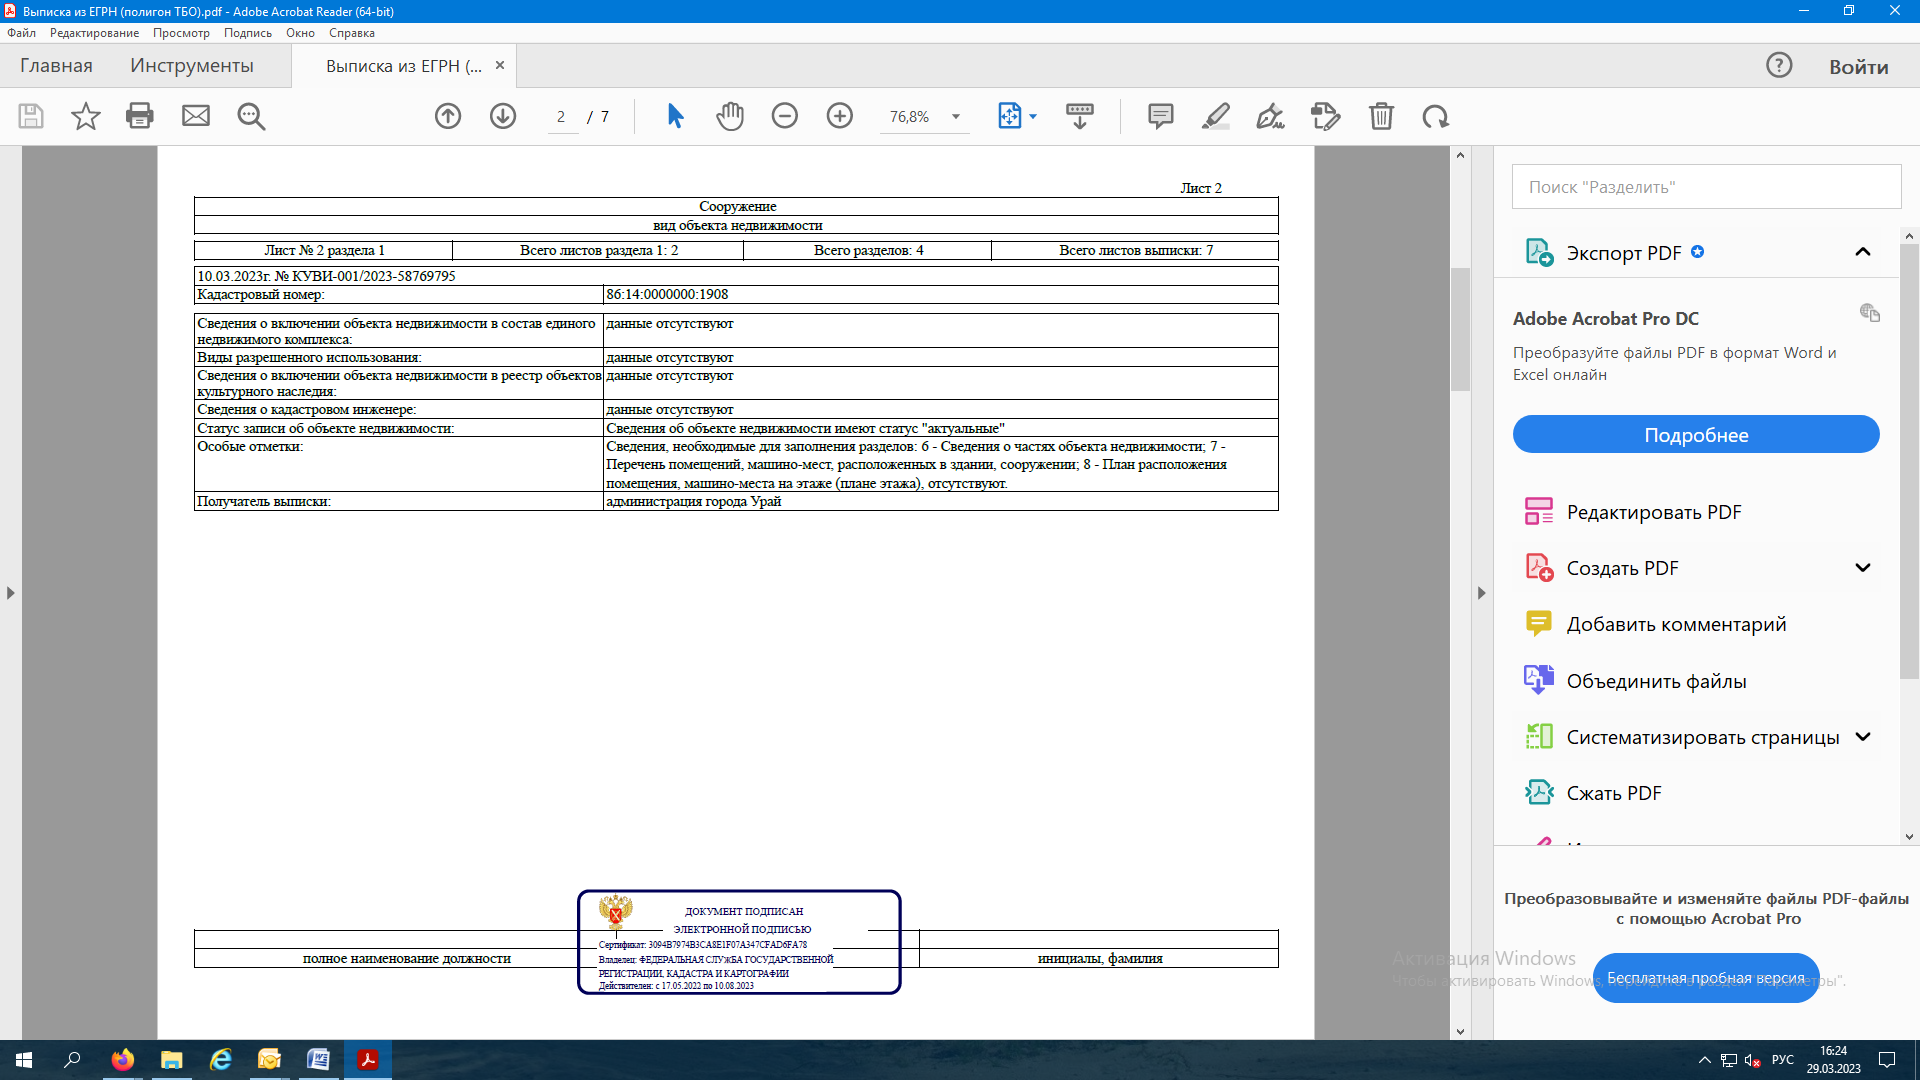 Выписка из ЕГРН (полигон ТБО).pdf - Adobe Acrobat Reader (64-bit)
Файл Редактирование Просмотр Подпись Окно Справка
Главная Инструменты Выписка из ЕГРН (... × Войти
2 / 7 76,8%
Лист 2
Сооружение
вид объекта недвижимости
Лист № 2 раздела 1 Всего листов раздела 1: 2 Всего разделов: 4 Всего листов выписки: 7
10.03.2023г. № КУВИ-001/2023-58769795
Кадастровый номер: 86:14:0000000:1908
Сведения о включении объекта недвижимости в состав единого данные отсутствуют
недвижимого комплекса:
Виды разрешенного использования: данные отсутствуют
Сведения о включении объекта недвижимости в реестр объектов данные отсутствуют
культурного наследия:
Сведения о кадастровом инженере: данные отсутствуют
Статус записи об объекте недвижимости: Сведения об объекте недвижимости имеют статус "актуальные"
Особые отметки: Сведения, необходимые для заполнения разделов: 6 - Сведения о частях объекта недвижимости; 7 -
Перечень помещений, машино-мест, расположенных в здании, сооружении; 8 - План расположения
помещения, машино-места на этаже (плане этажа), отсутствуют.
Получатель выписки: администрация города Урай
ДОКУМЕНТ ПОДПИСАН
ЭЛЕКТРОННОЙ ПОДПИСЬЮ
Сертификат: 3094B7974B3CA8E1F07A347CFAD6FA78
Владелец: ФЕДЕРАЛЬНАЯ СЛУЖБА ГОСУДАРСТВЕННОЙ
РЕГИСТРАЦИИ, КАДАСТРА И КАРТОГРАФИИ
Действителен: с 17.05.2022 по 10.08.2023
полное наименование должности инициалы, фамилия
Поиск "Разделить"
Экспорт PDF
Adobe Acrobat Pro DC
Преобразуйте файлы PDF в формат Word и
Excel онлайн
Подробнее
Редактировать PDF
Создать PDF
Добавить комментарий
Объединить файлы
Систематизировать страницы
Сжать PDF
Преобразовывайте и изменяйте файлы PDF-файлы
с помощью Acrobat Pro
Бесплатная пробная версия
Активация Windows
Чтобы активировать Windows, перейдите в раздел "Параметры".
РУС 16:24
29.03.2023